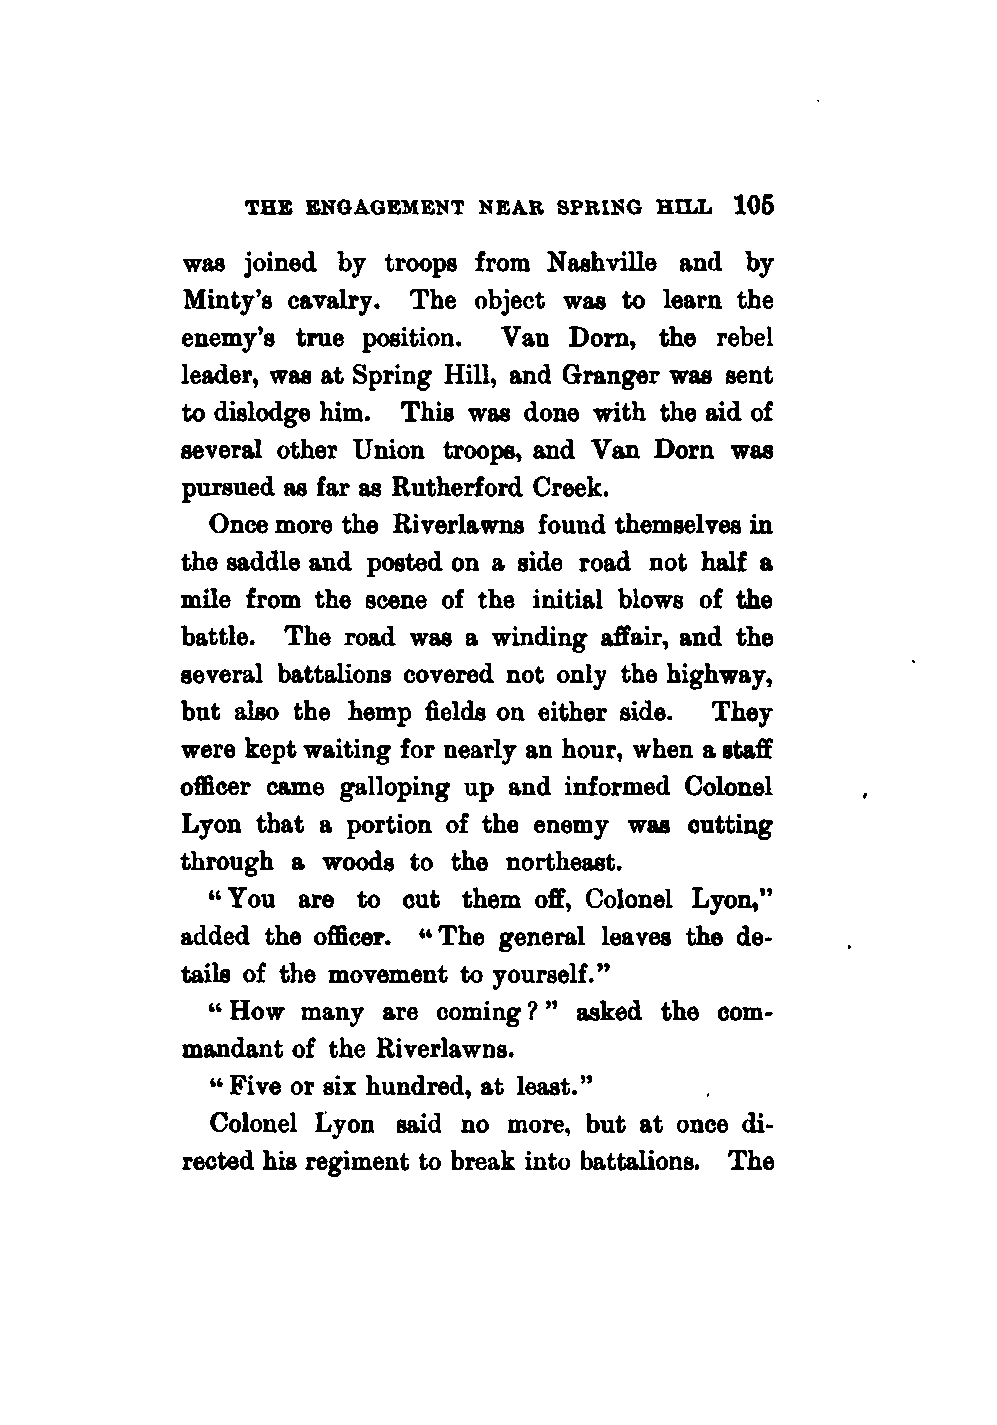 THE ENGAGEMENT NEAR SPRING HILL 105
was joined by troops from Nashville and by
Minty's cavalry. The object was to learn the
enemy's true position. Van Dorn, the rebel
leader, was at Spring Hill, and Granger was sent
to dislodge him. This was done with the aid of
several other Union troops, and Van Dorn was
pursued as far as Rutherford Creek.
Once more the Riverlawns found themselves in
the saddle and posted on a side road not half a
mile from the scene of the initial blows of the
battle. The road was a winding affair, and the
several battalions covered not only the highway,
but also the hemp fields on either side. They
were kept waiting for nearly an hour, when a staff
officer came galloping up and informed Colonel
Lyon that a portion of the enemy was cutting
through a woods to the northeast.
"You are to cut them off, Colonel Lyon,"
added the officer. "The general leaves the de-
tails of the movement to yourself."
"How many are coming?" asked the com-
mandant of the Riverlawns.
"Five or six hundred, at least."
Colonel Lyon said no more, but at once di-
rected his regiment to break into battalions. The